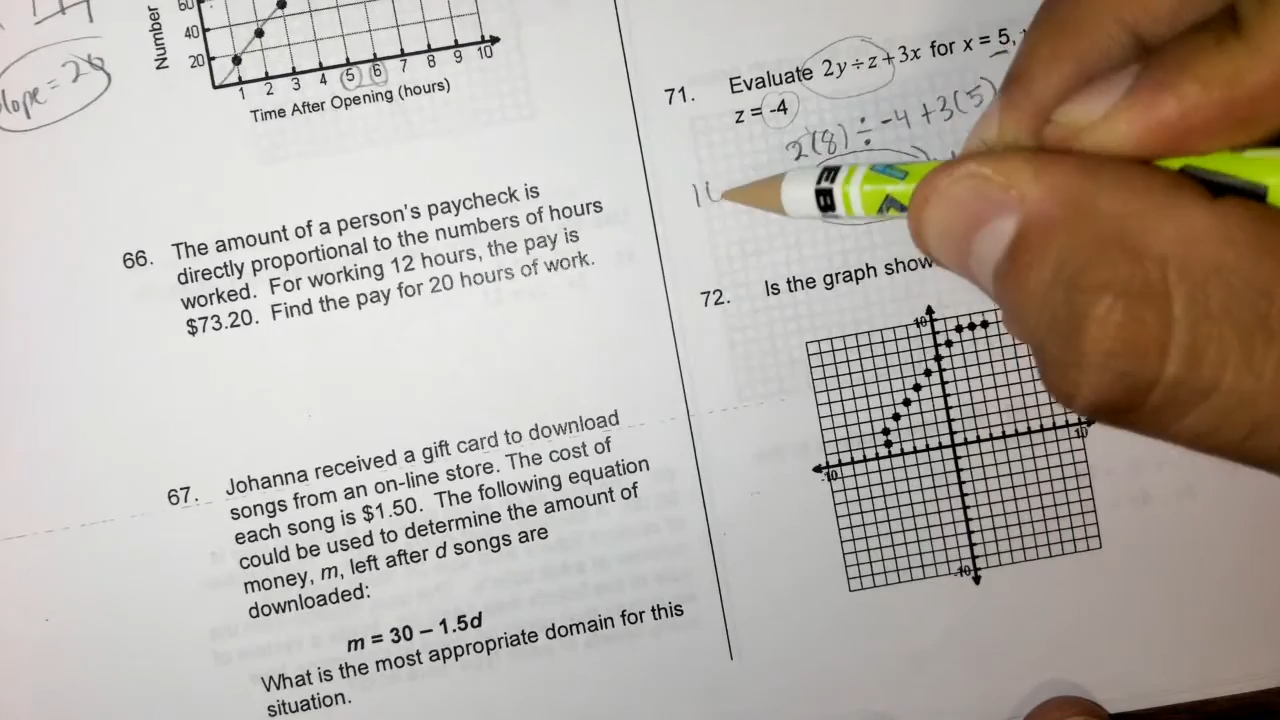 60
40
20
Number
1 2 3 4 5 6 7 8 9 10
Time After Opening (hours)
slope = 20
66. The amount of a person's paycheck is
directly proportional to the numbers of hours
worked. For working 12 hours, the pay is
$73.20. Find the pay for 20 hours of work.
67. Johanna received a gift card to download
songs from an on-line store. The cost of
each song is $1.50. The following equation
could be used to determine the amount of
money, m, left after d songs are
downloaded:
m = 30 – 1.5d
What is the most appropriate domain for this
situation.
71. Evaluate 2y ÷ z + 3x for x = 5,
z = -4
2(8) ÷ -4 + 3(5)
EB
72. Is the graph show
10
-10
10
-10